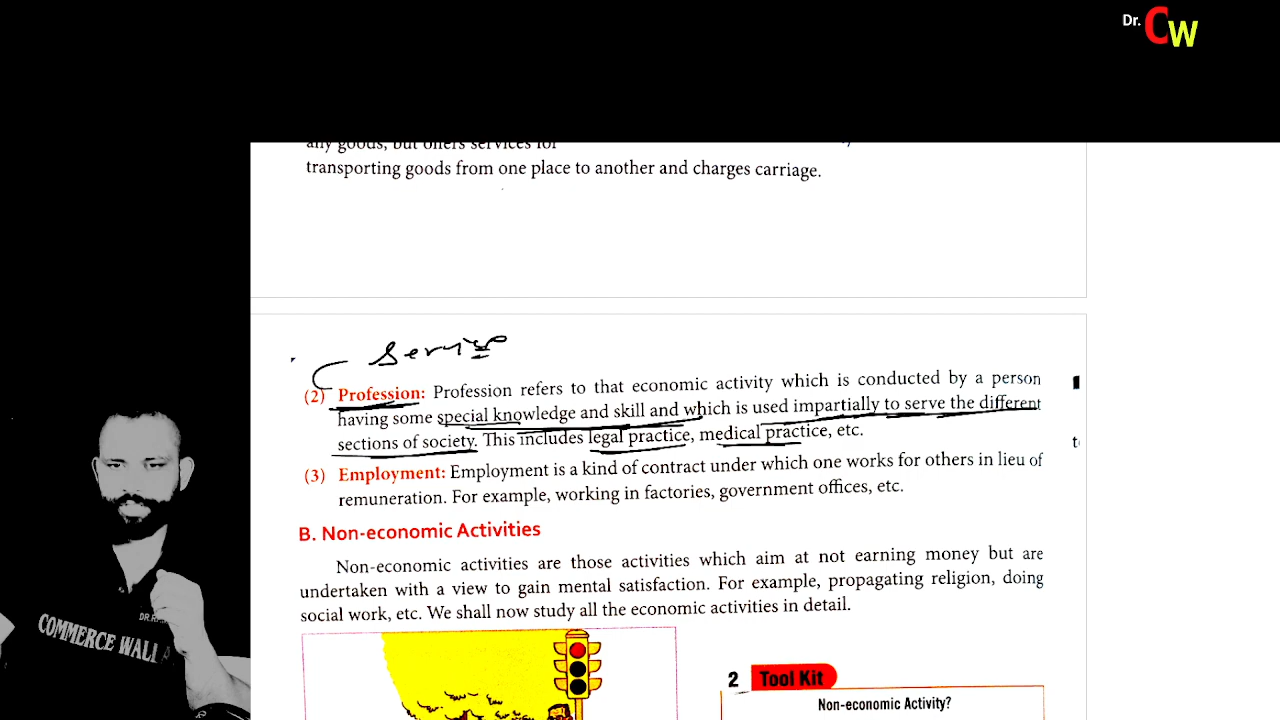 Dr. CW
any goods, but offers services for
transporting goods from one place to another and charges carriage.
Service
(2) Profession: Profession refers to that economic activity which is conducted by a person
having some special knowledge and skill and which is used impartially to serve the different
sections of society. This includes legal practice, medical practice, etc.
(3) Employment: Employment is a kind of contract under which one works for others in lieu of
remuneration. For example, working in factories, government offices, etc.
B. Non-economic Activities
Non-economic activities are those activities which aim at not earning money but are
undertaken with a view to gain mental satisfaction. For example, propagating religion, doing
social work, etc. We shall now study all the economic activities in detail.
COMMERCE WALL
2 Tool Kit
Non-economic Activity?